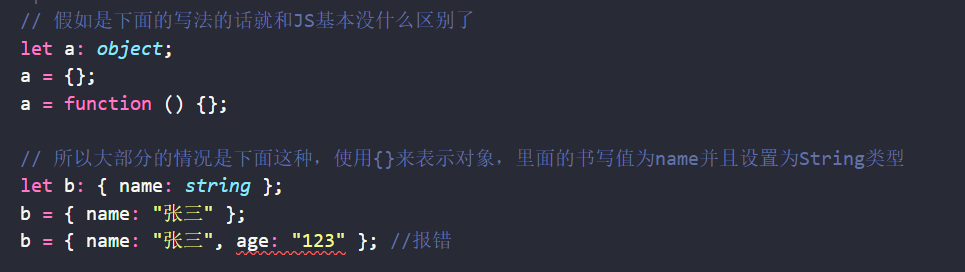 // 假如是下面的写法的话就和JS基本没什么区别了
let a: object;
a = {};
a = function () {};
// 所以大部分的情况是下面这种，使用{}来表示对象，里面的书写值为name并且设置为String类型
let b: { name: string };
b = { name: "张三" };
b = { name: "张三", age: "123" }; //报错